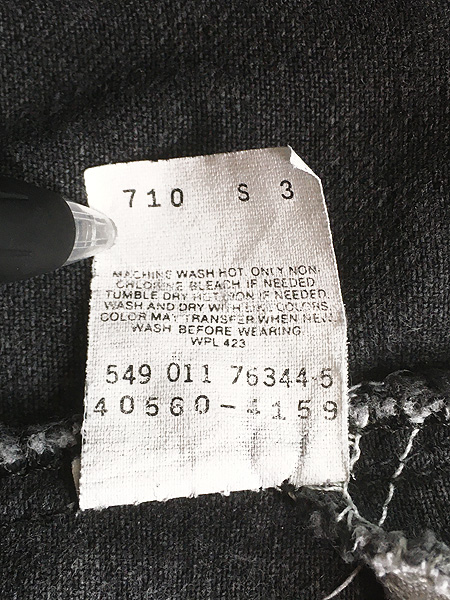 710 S 3
MACHINE WASH HOT. ONLY NON-
CHLORINE BLEACH IF NEEDED
TUMBLE DRY HOT IRON IF NEEDED.
WASH AND DRY WITH LIKE COLORS.
COLOR MAY TRANSFER WHEN NEW.
WASH BEFORE WEARING
WPL 423
549 011 76344-5
40560-4159